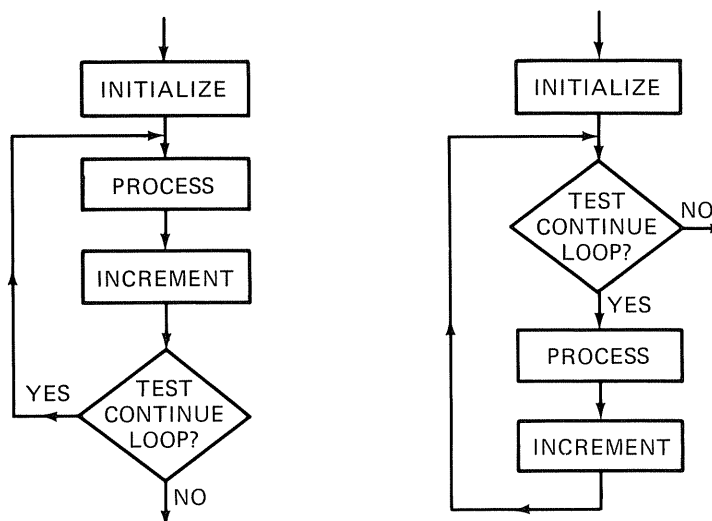 INITIALIZE
PROCESS
INCREMENT
YES
TEST
CONTINUE
LOOP?
NO
INITIALIZE
TEST
CONTINUE
LOOP?
NO
YES
PROCESS
INCREMENT